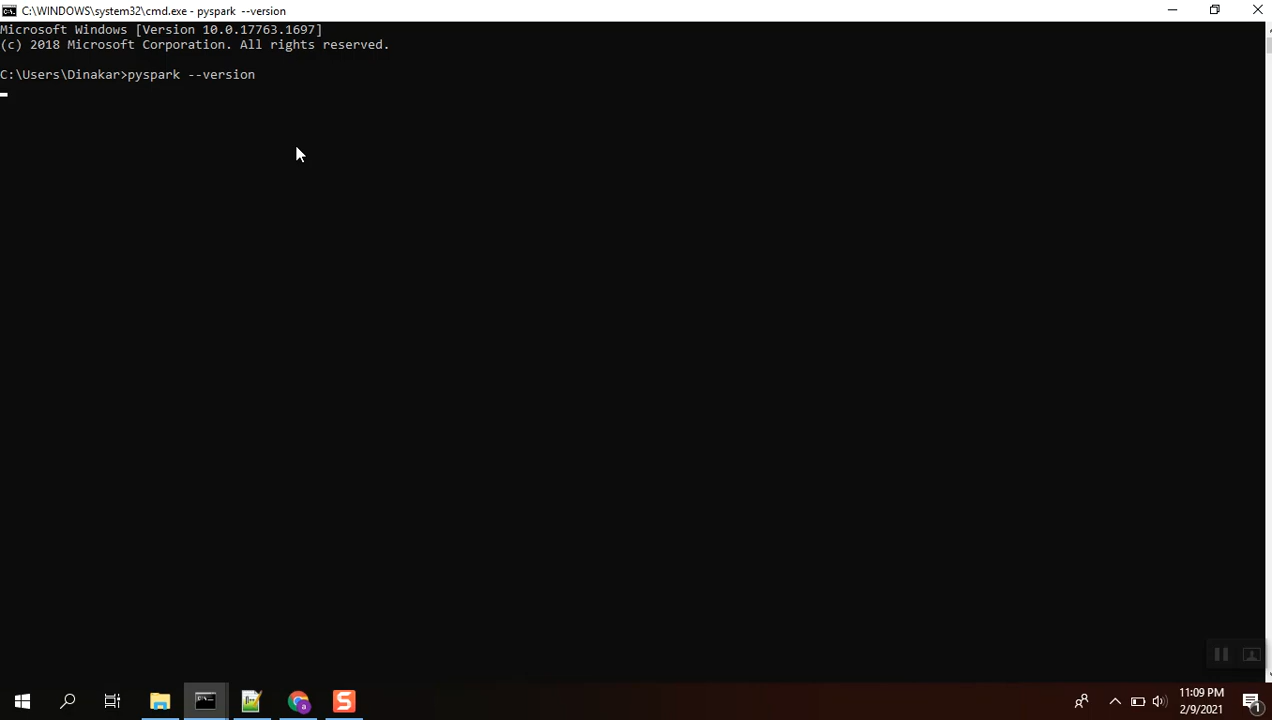 C:\WINDOWS\system32\cmd.exe - pyspark --version
Microsoft Windows [Version 10.0.17763.1697]
(c) 2018 Microsoft Corporation. All rights reserved.
C:\Users\Dinakar>pyspark --version
11:09 PM
2/9/2021
1